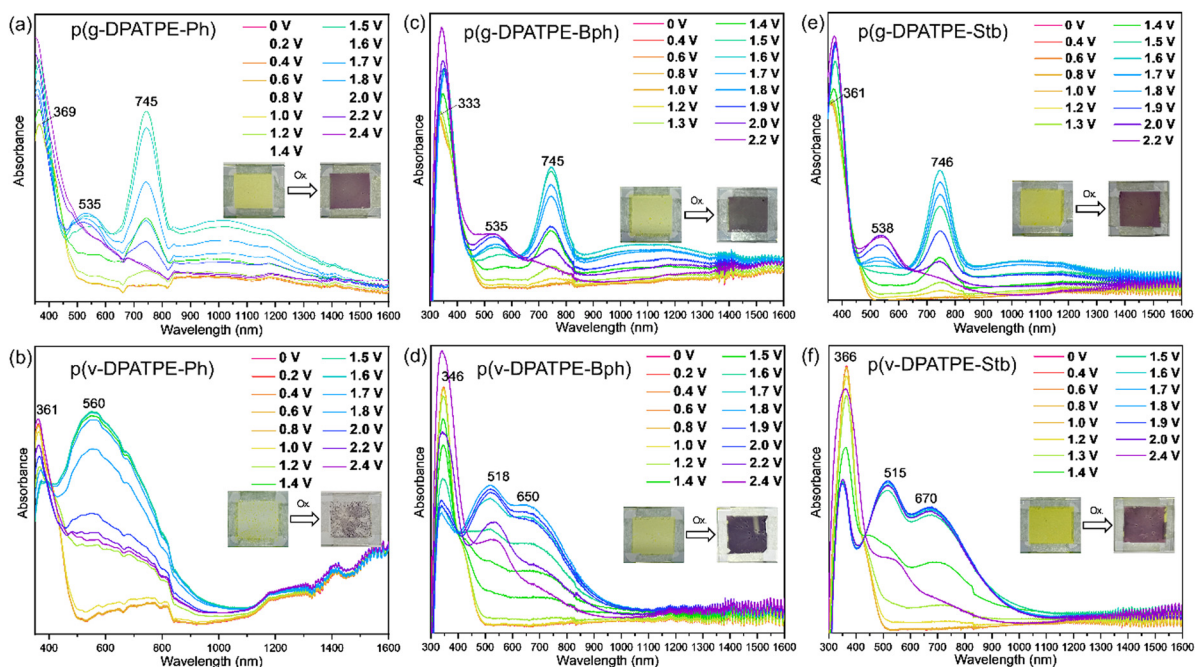 (a)
p(g-DPATPE-Ph)
0 V
0.2 V
0.4 V
0.6 V
0.8 V
1.0 V
1.2 V
1.4 V
1.5 V
1.6 V
1.7 V
1.8 V
2.0 V
2.2 V
2.4 V
369
535
745
Ox.
Absorbance
400 500 600 700 800 900 1000 1100 1200 1300 1400 1500 1600
Wavelength (nm)
(c)
p(g-DPATPE-Bph)
0 V
0.4 V
0.6 V
0.8 V
1.0 V
1.2 V
1.3 V
1.4 V
1.5 V
1.6 V
1.7 V
1.8 V
1.9 V
2.0 V
2.2 V
333
535
745
Ox.
Absorbance
300 400 500 600 700 800 900 1000 1100 1200 1300 1400 1500 1600
Wavelength (nm)
(e)
p(g-DPATPE-Stb)
0 V
0.4 V
0.6 V
0.8 V
1.0 V
1.2 V
1.3 V
1.4 V
1.5 V
1.6 V
1.7 V
1.8 V
1.9 V
2.0 V
2.2 V
361
538
746
Ox.
Absorbance
400 500 600 700 800 900 1000 1100 1200 1300 1400 1500 1600
Wavelength (nm)
(b)
p(v-DPATPE-Ph)
0 V
0.2 V
0.4 V
0.6 V
0.8 V
1.0 V
1.2 V
1.4 V
1.5 V
1.6 V
1.7 V
1.8 V
2.0 V
2.2 V
2.4 V
361
560
Ox.
Absorbance
400 500 600 700 800 900 1000 1100 1200 1300 1400 1500 1600
Wavelength (nm)
(d)
p(v-DPATPE-Bph)
0 V
0.2 V
0.4 V
0.6 V
0.8 V
1.0 V
1.2 V
1.4 V
1.5 V
1.6 V
1.7 V
1.8 V
1.9 V
2.0 V
2.2 V
2.4 V
346
518
650
Ox.
Absorbance
300 400 500 600 700 800 900 1000 1100 1200 1300 1400 1500 1600
Wavelength (nm)
(f)
p(v-DPATPE-Stb)
0 V
0.4 V
0.6 V
0.8 V
1.0 V
1.2 V
1.3 V
1.4 V
1.5 V
1.6 V
1.7 V
1.8 V
1.9 V
2.0 V
2.4 V
366
515
670
Ox.
Absorbance
300 400 500 600 700 800 900 1000 1100 1200 1300 1400 1500 1600
Wavelength (nm)